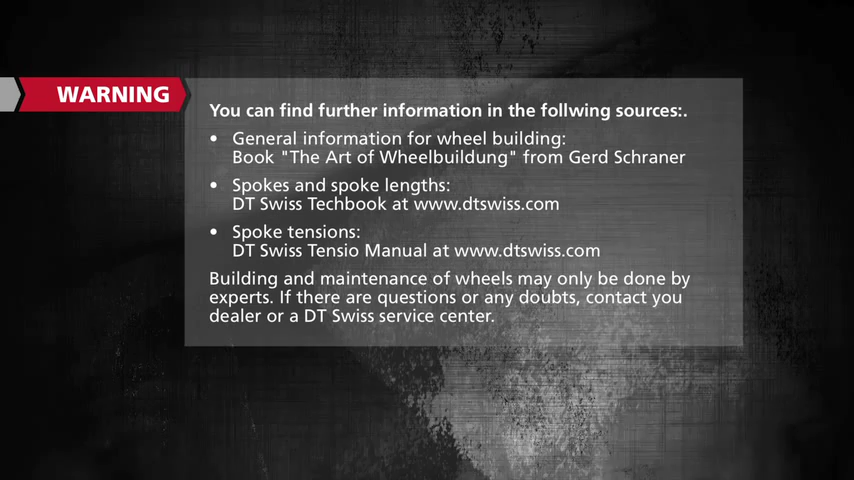 WARNING
You can find further information in the follwing sources:.
• General information for wheel building:
Book "The Art of Wheelbuildung" from Gerd Schraner
• Spokes and spoke lengths:
DT Swiss Techbook at www.dtswiss.com
• Spoke tensions:
DT Swiss Tensio Manual at www.dtswiss.com
Building and maintenance of wheels may only be done by
experts. If there are questions or any doubts, contact you
dealer or a DT Swiss service center.